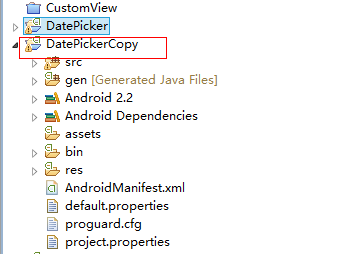 CustomView
DatePicker
DatePickerCopy
src
gen [Generated Java Files]
Android 2.2
Android Dependencies
assets
bin
res
AndroidManifest.xml
default.properties
proguard.cfg
project.properties